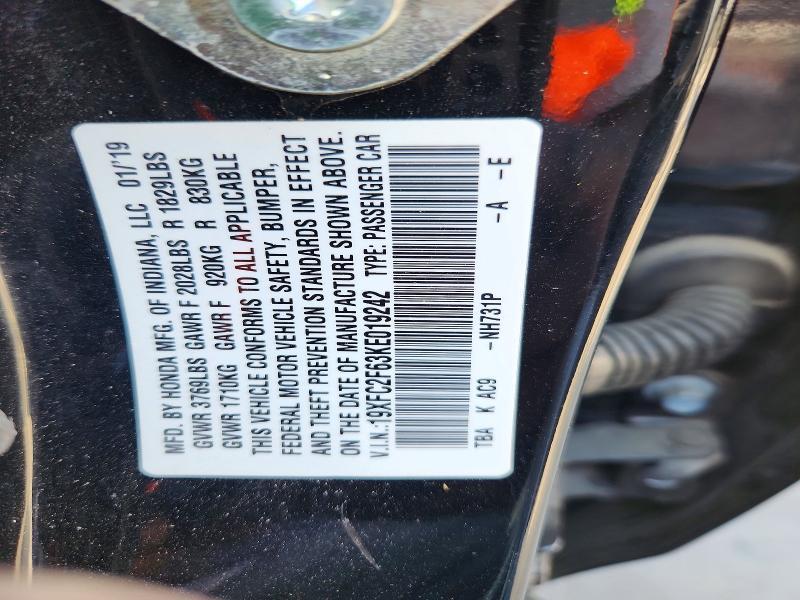 MFD. BY HONDA MFG. OF INDIANA, LLC 01/'19
GVWR 3769LBS GAWR F 2028LBS R 1829LBS
GVWR 1710KG GAWR F 920KG R 830KG
THIS VEHICLE CONFORMS TO ALL APPLICABLE
FEDERAL MOTOR VEHICLE SAFETY, BUMPER,
AND THEFT PREVENTION STANDARDS IN EFFECT
ON THE DATE OF MANUFACTURE SHOWN ABOVE.
V.I.N.:19XFC2F63KE019242 TYPE: PASSENGER CAR
TBA K AC9 -NH731P -A -E